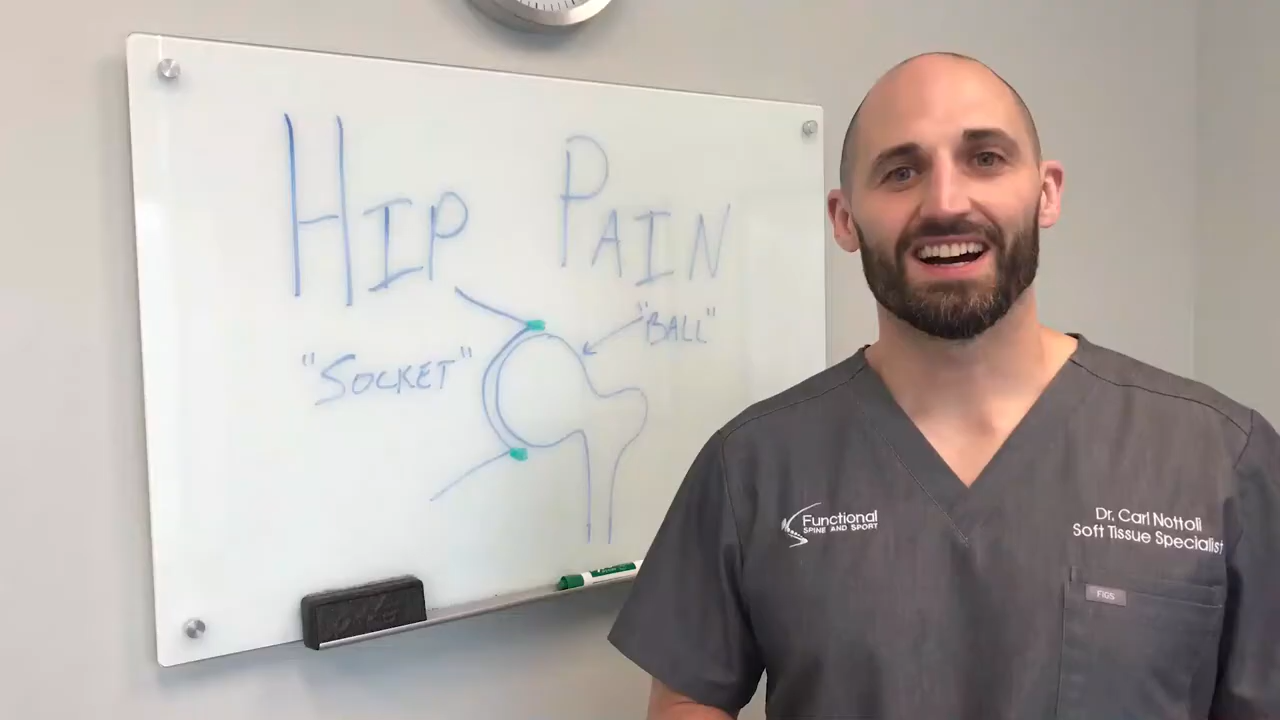 HIP PAIN
"BALL"
"SOCKET"
Functional
SPINE AND SPORT
Dr. Carl Nottoli
Soft Tissue Specialist
FIGS